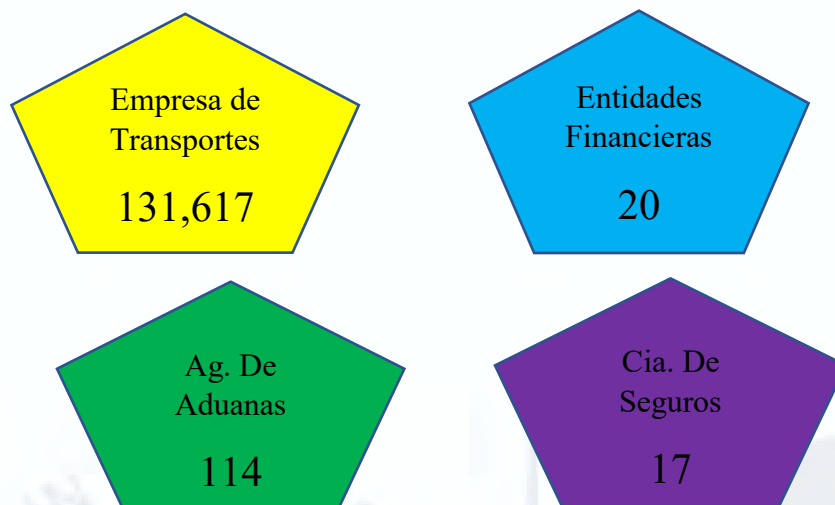 Empresa de
Transportes
131,617
Entidades
Financieras
20
Ag. De
Aduanas
114
Cia. De
Seguros
17